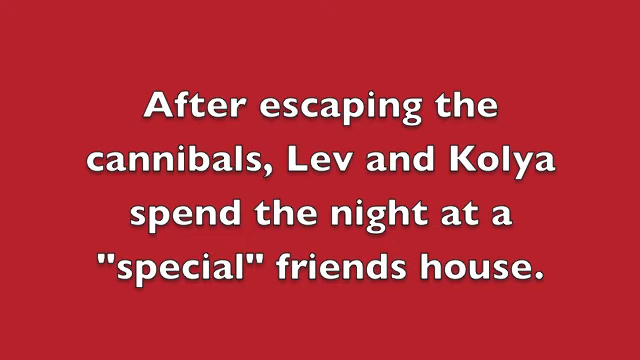 After escaping the
cannibals, Lev and Kolya
spend the night at a
"special" friends house.